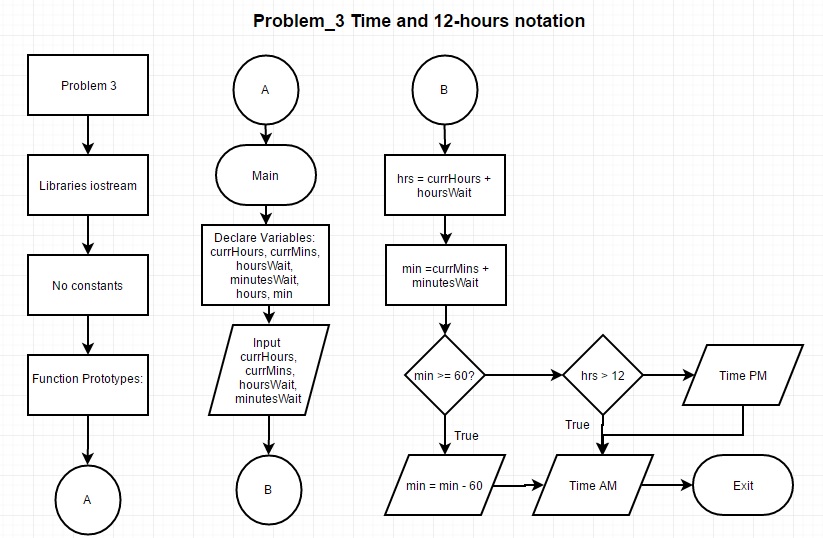 Problem_3 Time and 12-hours notation
Problem 3
Libraries iostream
No constants
Function Prototypes:
A
A
Main
Declare Variables:
currHours, currMins,
hoursWait,
minutesWait,
hours, min
Input
currHours,
currMins,
hoursWait,
minutesWait
B
B
hrs = currHours +
hoursWait
min =currMins +
minutesWait
min >= 60?
True
min = min - 60
hrs > 12
True
Time PM
Time AM
Exit